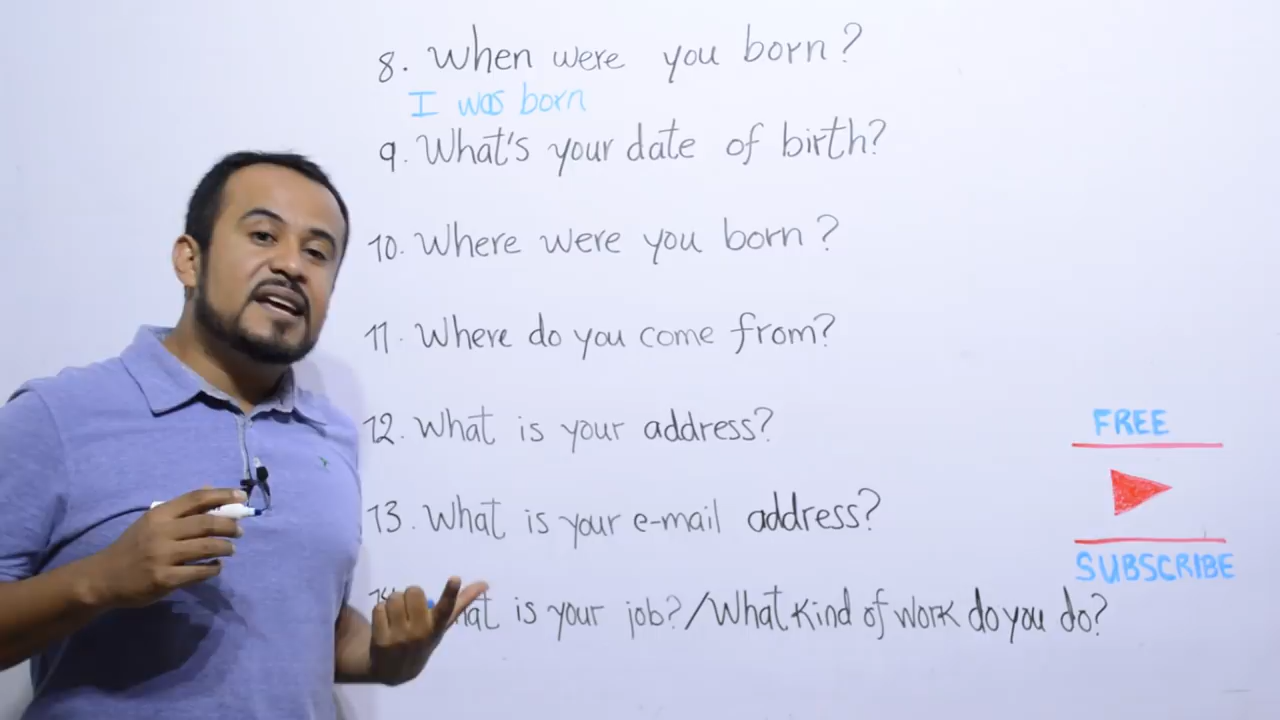 8. When were you born?
I was born
9. What's your date of birth?
10. Where were you born?
11. Where do you come from?
12. What is your address?
13. What is your e-mail address?
is your job? / What kind of work do you do?
FREE
SUBSCRIBE